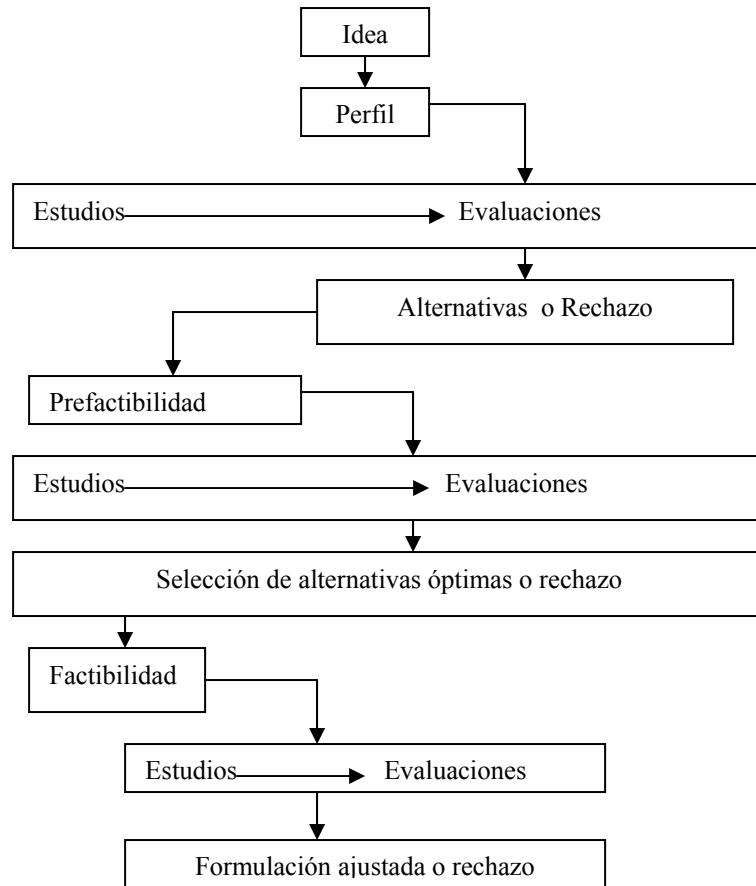 Idea
Perfil
Estudios Evaluaciones
Alternativas o Rechazo
Prefactibilidad
Estudios Evaluaciones
Selección de alternativas óptimas o rechazo
Factibilidad
Estudios Evaluaciones
Formulación ajustada o rechazo